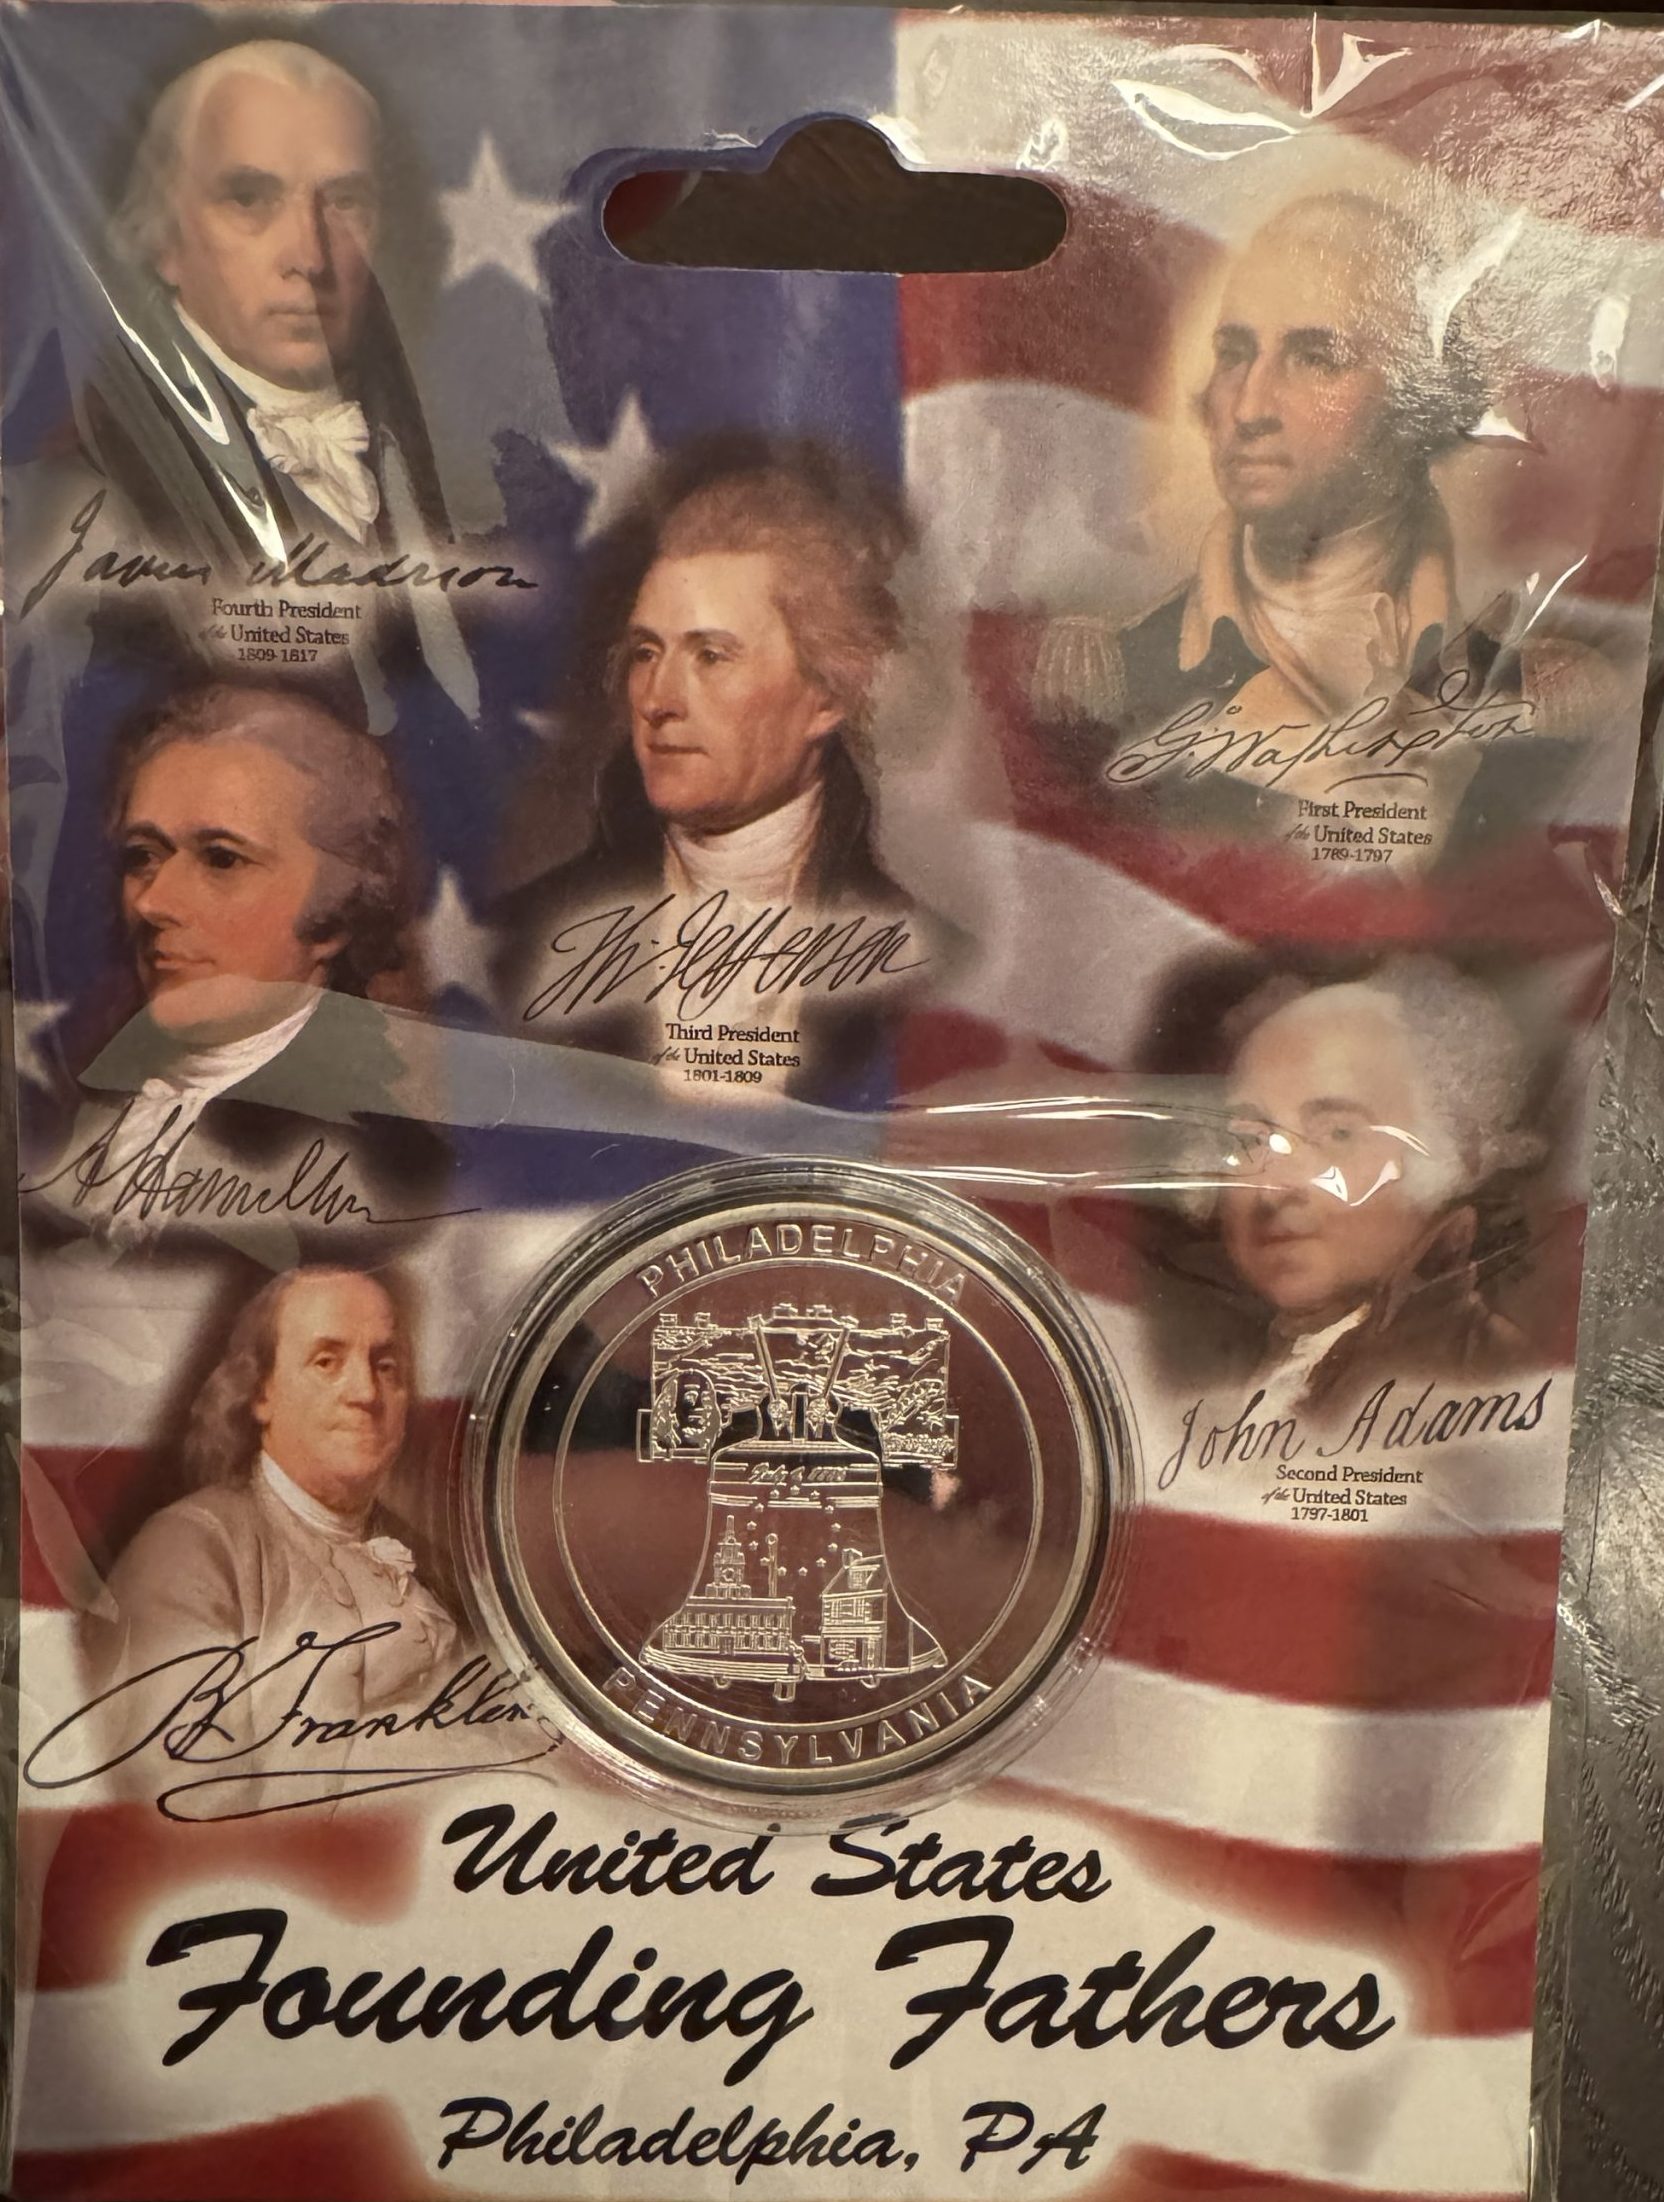 James Madison
Fourth President
of the United States
1809-1817
G. Washington
First President
of the United States
1789-1797
Th. Jefferson
Third President
of the United States
1801-1809
A Hamilton
John Adams
Second President
of the United States
1797-1801
B Franklin
PHILADELPHIA
PENNSYLVANIA
United States
Founding Fathers
Philadelphia, PA